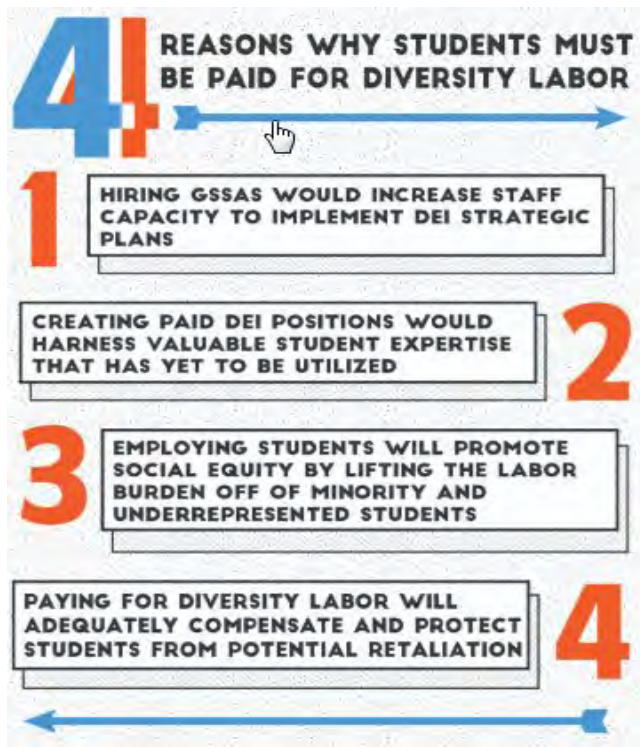 4
REASONS WHY STUDENTS MUST
BE PAID FOR DIVERSITY LABOR
1
HIRING GSSAS WOULD INCREASE STAFF
CAPACITY TO IMPLEMENT DEI STRATEGIC
PLANS
CREATING PAID DEI POSITIONS WOULD
HARNESS VALUABLE STUDENT EXPERTISE
THAT HAS YET TO BE UTILIZED
2
3
EMPLOYING STUDENTS WILL PROMOTE
SOCIAL EQUITY BY LIFTING THE LABOR
BURDEN OFF OF MINORITY AND
UNDERREPRESENTED STUDENTS
PAYING FOR DIVERSITY LABOR WILL
ADEQUATELY COMPENSATE AND PROTECT
STUDENTS FROM POTENTIAL RETALIATION
4